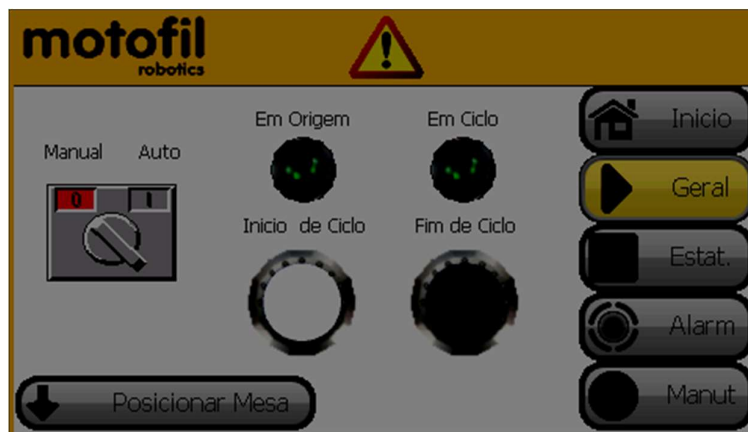 motofil
robotics
Em Origem
Em Ciclo
Inicio
Manual
Auto
0
I
Geral
Inicio de Ciclo
Fim de Ciclo
Estat.
Alarm
Posicionar Mesa
Manut